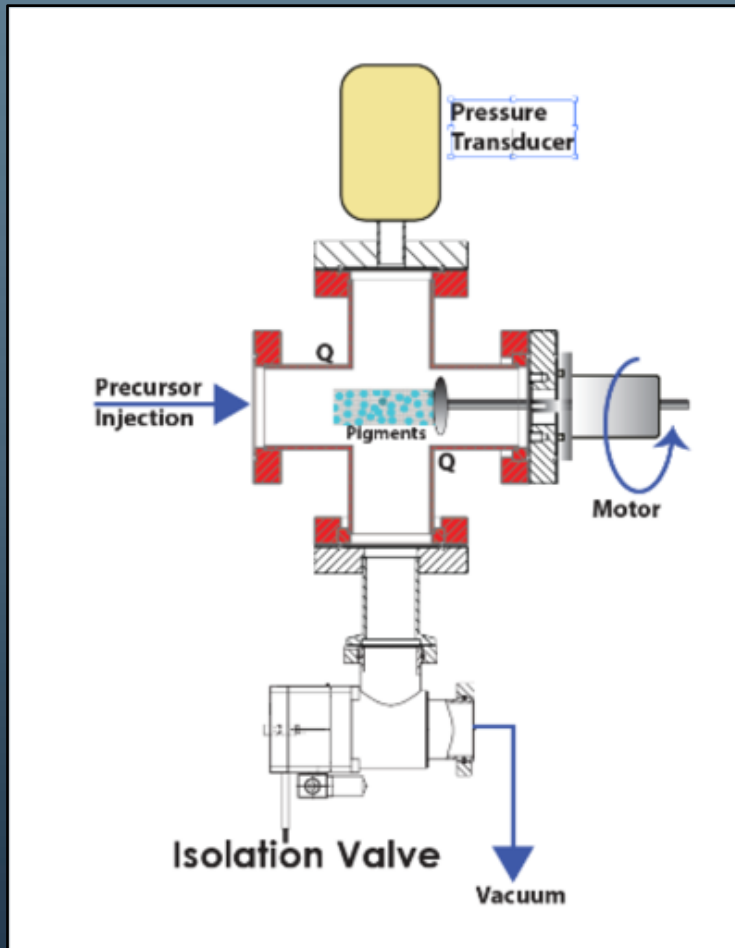 Pressure
Transducer
Q
Precursor
Injection
Pigments
Q
Motor
Isolation Valve
Vacuum